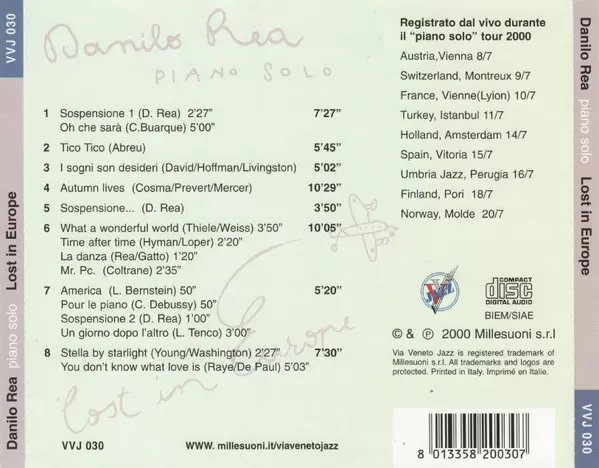 VVJ 030
Danilo Rea piano solo Lost in Europe
Danilo Rea
PIANO SOLO
1 Sospensione 1 (D. Rea) 2'27” 7'27”
Oh che sarà (C.Buarque) 5'00”
2 Tico Tico (Abreu) 5'45”
3 I sogni son desideri (David/Hoffman/Livingston) 5'02”
4 Autumn lives (Cosma/Prevert/Mercer) 10'29”
5 Sospensione... (D. Rea) 3'50”
6 What a wonderful world (Thiele/Weiss) 3'50” 10'05”
Time after time (Hyman/Loper) 2'20”
La danza (Rea/Gatto) 1'20”
Mr. Pc. (Coltrane) 2'35”
7 America (L. Bernstein) 50” 5'20”
Pour le piano (C. Debussy) 50”
Sospensione 2 (D. Rea) 1'00”
Un giorno dopo l'altro (L. Tenco) 3'00”
8 Stella by starlight (Young/Washington) 2'27” 7'30”
You don't know what love is (Raye/De Paul) 5'03”
Lost in Europe
VVJ 030
www. millesuoni.it/viavenetojazz
Registrato dal vivo durante
il “piano solo” tour 2000
Austria,Vienna 8/7
Switzerland, Montreux 9/7
France, Vienne(Lyion) 10/7
Turkey, Istanbul 11/7
Holland, Amsterdam 14/7
Spain, Vitoria 15/7
Umbria Jazz, Perugia 16/7
Finland, Pori 18/7
Norway, Molde 20/7
V JAZZ
COMPACT
disc
DIGITAL AUDIO
BIEM/SIAE
© & ℗ 2000 Millesuoni s.r.l
Via Veneto Jazz is registered trademark of
Millesuoni s.r.l. All trademarks and logos are
protected. Printed in Italy. Imprimé en Italie.
8 013358 200307
Danilo Rea piano solo Lost in Europe
VVJ 030